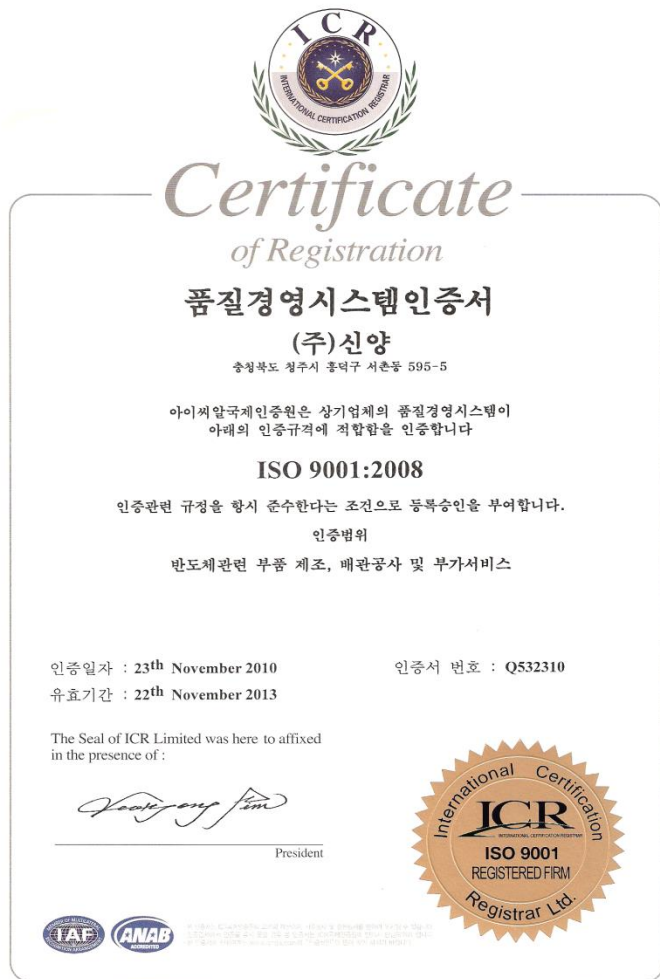 ICR
INTERNATIONAL CERTIFICATION REGISTRAR
Certificate
of Registration
품질경영시스템인증서
(주)신양
충청북도 청주시 흥덕구 서촌동 595-5
아이씨알국제인증원은 상기업체의 품질경영시스템이
아래의 인증규격에 적합함을 인증합니다
ISO 9001:2008
인증관련 규정을 항시 준수한다는 조건으로 등록승인을 부여합니다.
인증범위
반도체관련 부품 제조, 배관공사 및 부가서비스
인증일자 : 23th November 2010
인증서 번호 : Q532310
유효기간 : 22th November 2013
The Seal of ICR Limited was here to affixed
in the presence of :
President
International Certification
ICR
INTERNATIONAL CERTIFICATION REGISTRAR
ISO 9001
REGISTERED FIRM
Registrar Ltd.
IAF
ANAB
ACCREDITED